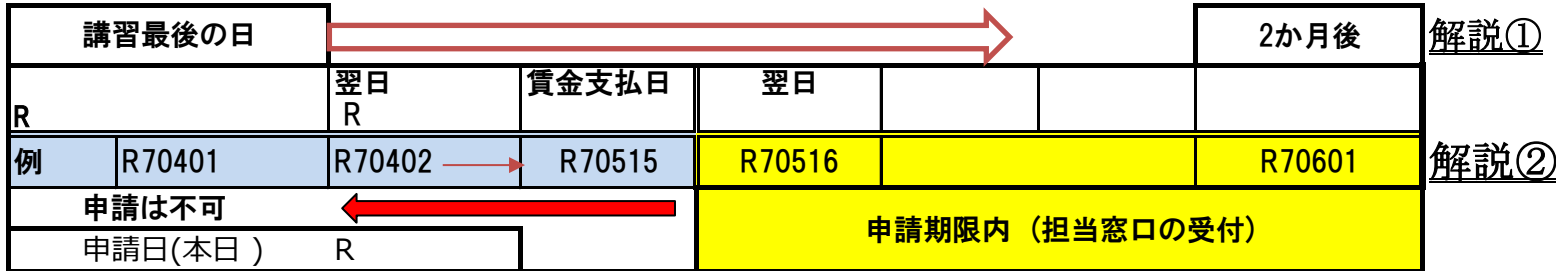 講習最後の日 2か月後 解説①
R 翌日 R 賃金支払日 翌日
例 R70401 R70402 R70515 R70516 R70601 解説②
申請は不可 申請期限内（担当窓口の受付）
申請日(本日 ) R